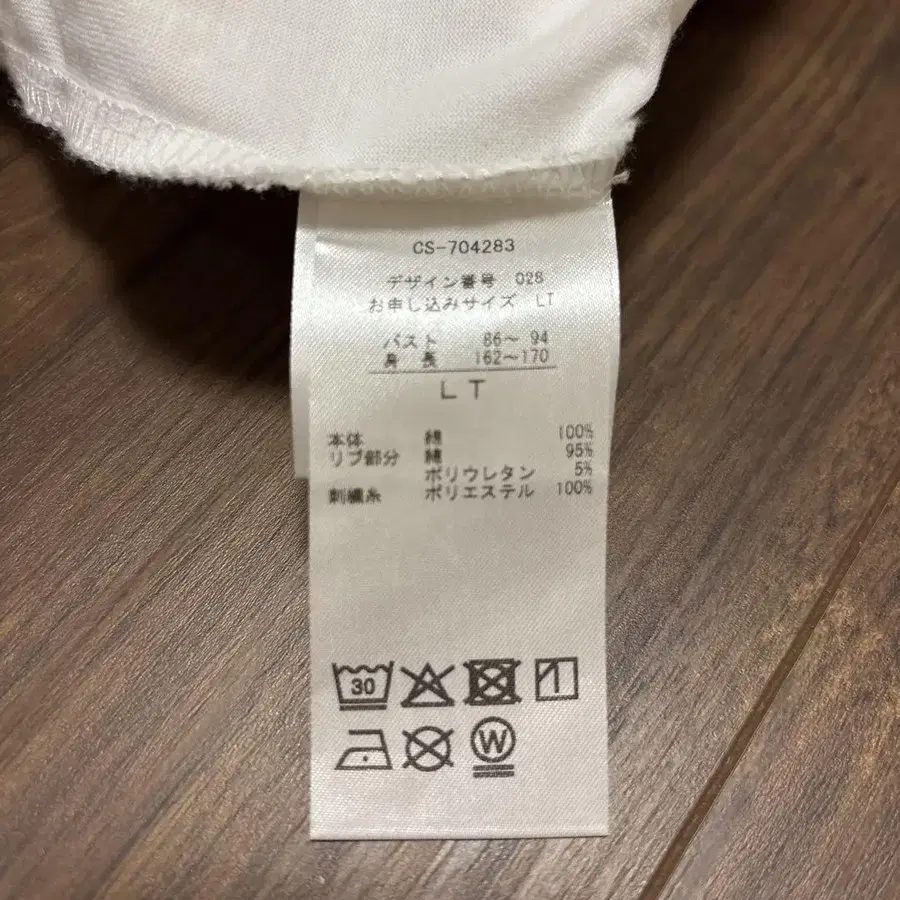 CS-704283
デザイン番号 028
お申し込みサイズ LT
バスト 86〜 94
身長 162〜170
LT
本体 綿 100%
リブ部分 綿 95%
ポリウレタン 5%
刺繍糸 ポリエステル 100%
30
W